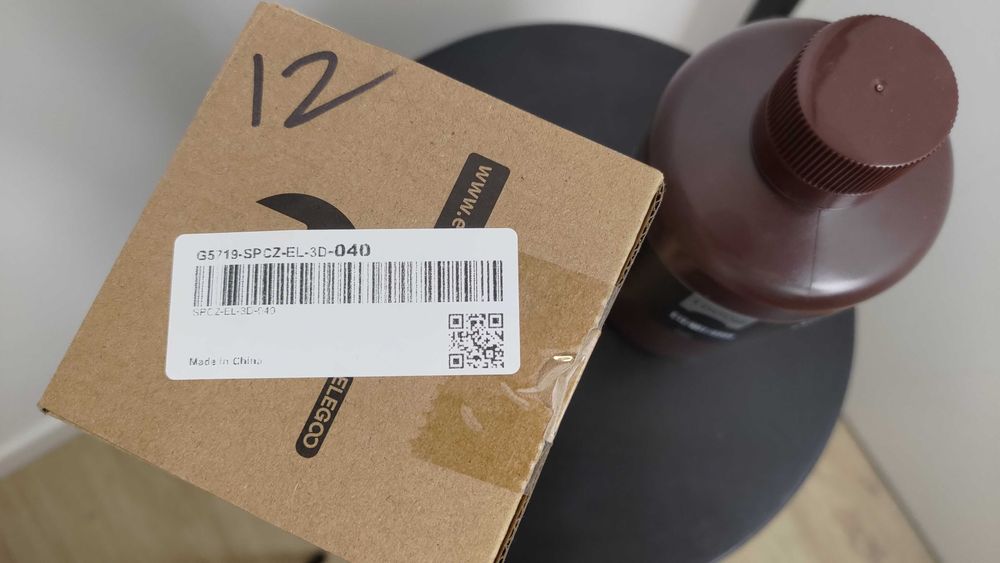 12
www.e
G5719-SPCZ-EL-3D-040
SPCZ-EL-3D-040
Made in China
ELEGOO